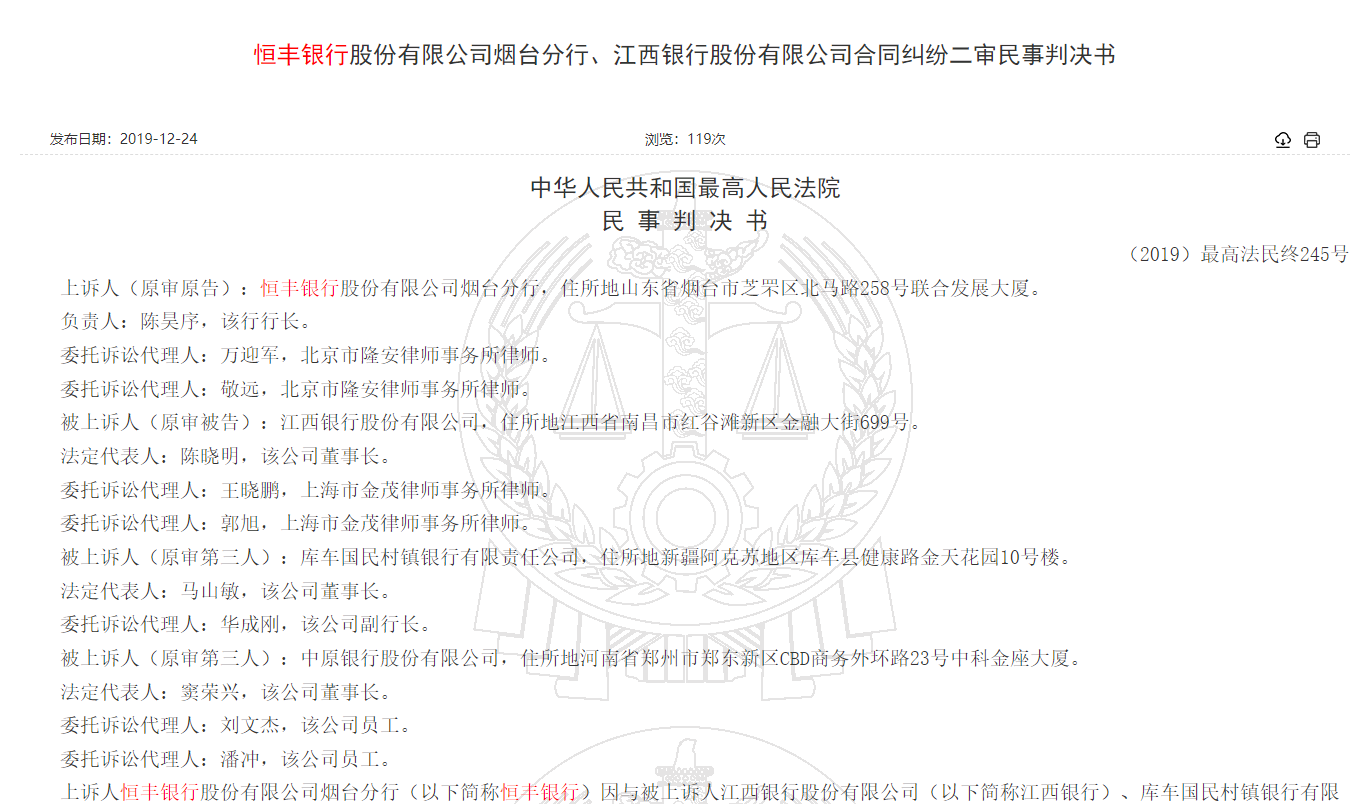 恒丰银行股份有限公司烟台分行、江西银行股份有限公司合同纠纷二审民事判决书
发布日期：2019-12-24 浏览：119次
中华人民共和国最高人民法院
民 事 判 决 书
（2019）最高法民终245号
上诉人（原审原告）：恒丰银行股份有限公司烟台分行，住所地山东省烟台市芝罘区北马路258号联合发展大厦。
负责人：陈昊序，该行行长。
委托诉讼代理人：万迎军，北京市隆安律师事务所律师。
委托诉讼代理人：敬远，北京市隆安律师事务所律师。
被上诉人（原审被告）：江西银行股份有限公司，住所地江西省南昌市红谷滩新区金融大街699号。
法定代表人：陈晓明，该公司董事长。
委托诉讼代理人：王晓鹏，上海市金茂律师事务所律师。
委托诉讼代理人：郭旭，上海市金茂律师事务所律师。
被上诉人（原审第三人）：库车国民村镇银行有限责任公司，住所地新疆阿克苏地区库车县健康路金天花园10号楼。
法定代表人：马山敏，该公司董事长。
委托诉讼代理人：华成刚，该公司副行长。
被上诉人（原审第三人）：中原银行股份有限公司，住所地河南省郑州市郑东新区CBD商务外环路23号中科金座大厦。
法定代表人：窦荣兴，该公司董事长。
委托诉讼代理人：刘文杰，该公司员工。
委托诉讼代理人：潘冲，该公司员工。
上诉人恒丰银行股份有限公司烟台分行（以下简称恒丰银行）因与被上诉人江西银行股份有限公司（以下简称江西银行）、库车国民村镇银行有限